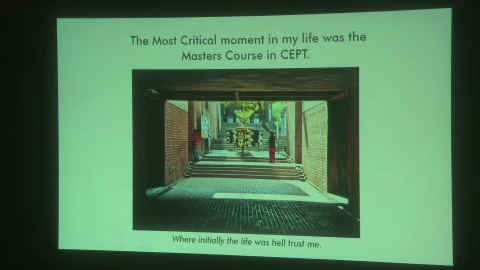 The Most Critical moment in my life was the
Masters Course in CEPT.
Where initially the life was hell trust me.